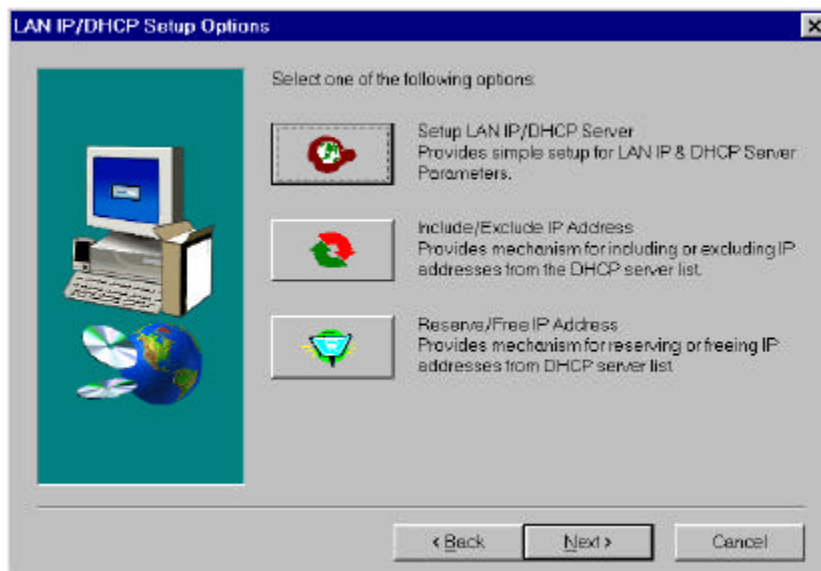 LAN IP/DHCP Setup Options
Select one of the following options:
Setup LAN IP/DHCP Server
Provides simple setup for LAN IP & DHCP Server
Parameters.
Include/Exclude IP Address
Provides mechanism for including or excluding IP
addresses from the DHCP server list.
Reserve/Free IP Address
Provides mechanism for reserving or freeing IP
addresses from DHCP server list
< Back
Next >
Cancel